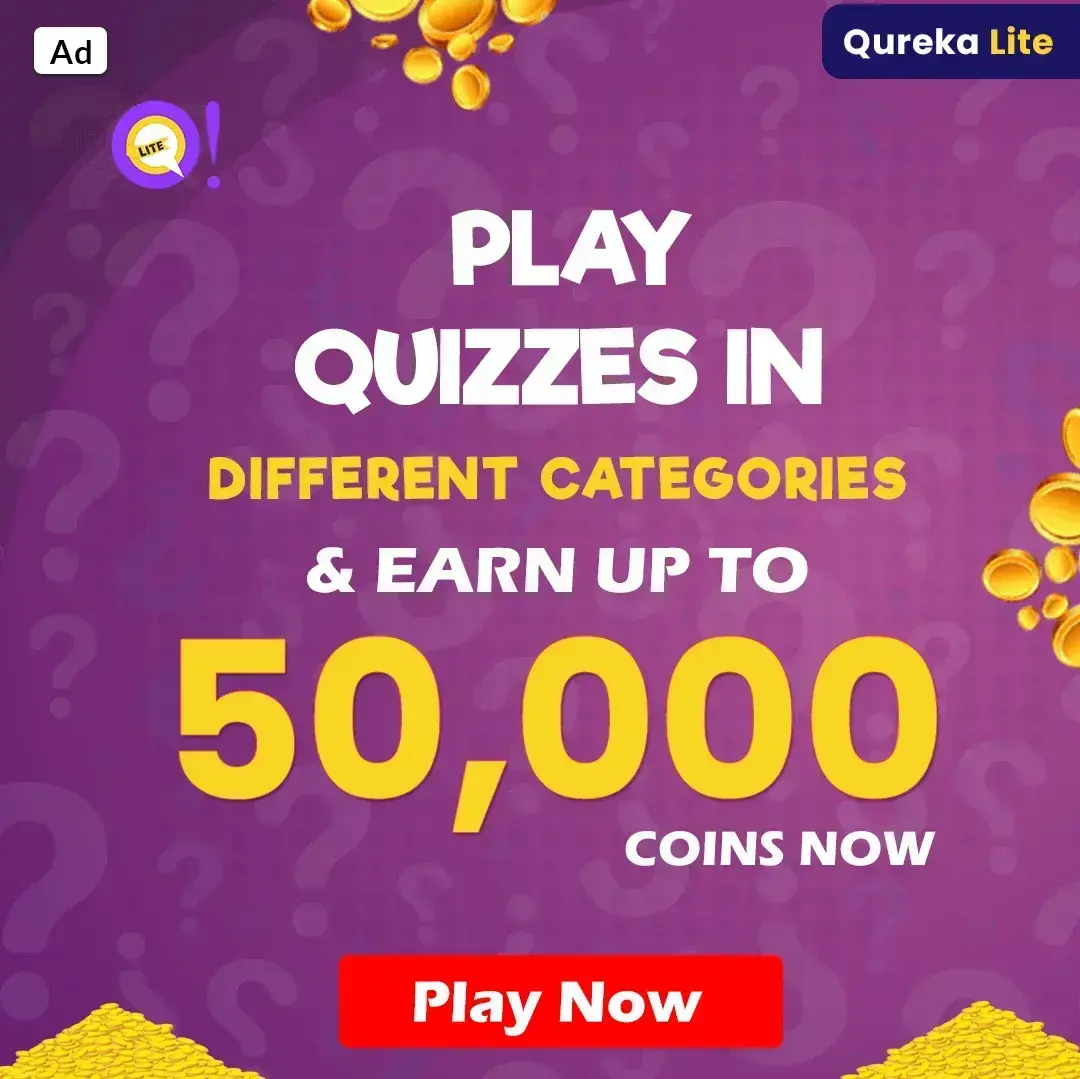 Ad
Qureka Lite
LITE
PLAY
QUIZZES IN
DIFFERENT CATEGORIES
& EARN UP TO
50,000
COINS NOW
Play Now